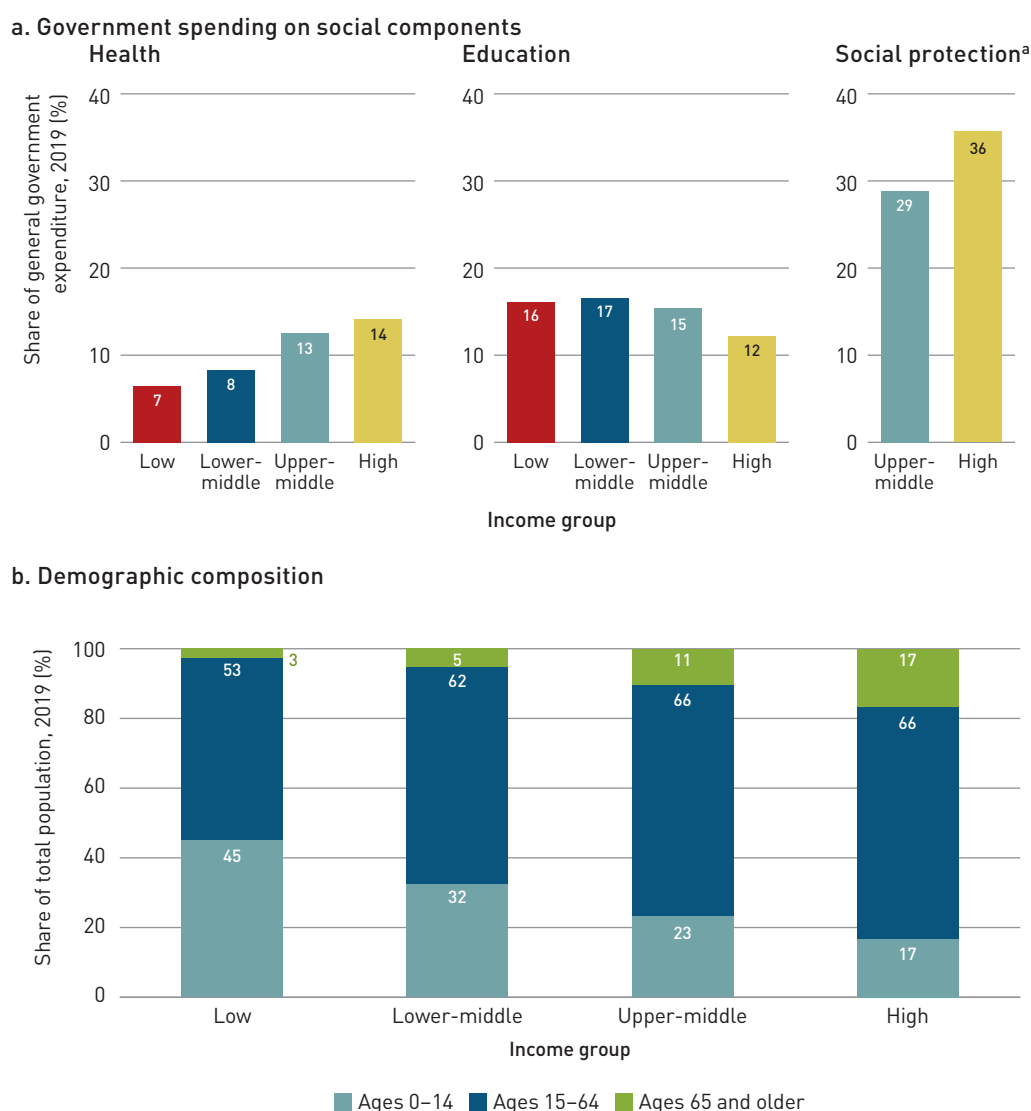 a. Government spending on social components
Health
Education
Social protectionª
Share of general government
expenditure, 2019 (%)
40
30
20
10
0
7
8
13
14
Low
Lower-
middle
Upper-
middle
High
40
30
20
10
0
16
17
15
12
Low
Lower-
middle
Upper-
middle
High
40
30
20
10
0
29
36
Upper-
middle
High
Income group
b. Demographic composition
Share of total population, 2019 (%)
100
80
60
40
20
0
3
53
45
5
62
32
11
66
23
17
66
17
Low
Lower-middle
Upper-middle
High
Income group
Ages 0–14 Ages 15–64 Ages 65 and older